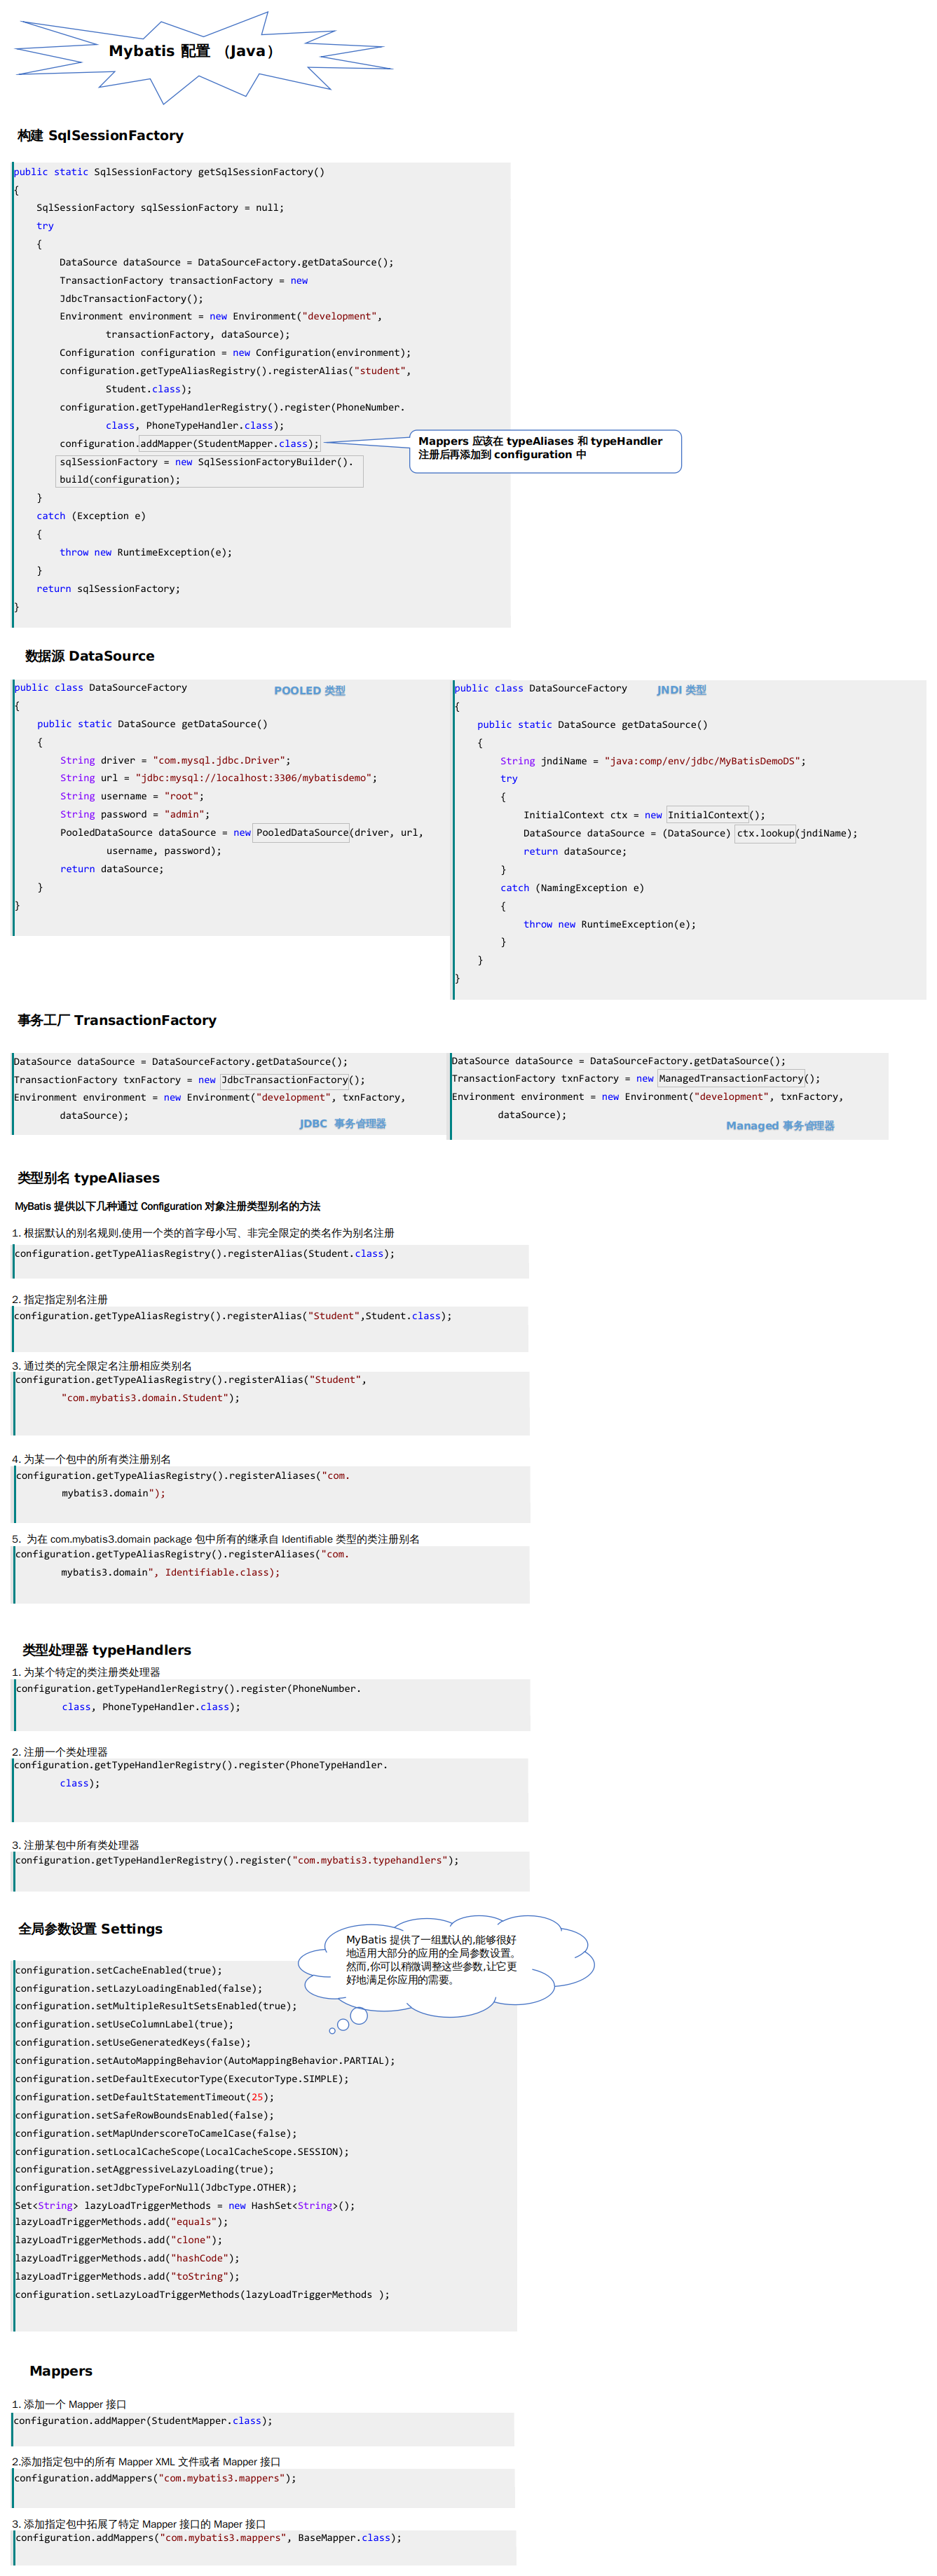 Mybatis 配置 （Java）
构建 SqlSessionFactory
public static SqlSessionFactory getSqlSessionFactory()
{
SqlSessionFactory sqlSessionFactory = null;
try
{
DataSource dataSource = DataSourceFactory.getDataSource();
TransactionFactory transactionFactory = new
JdbcTransactionFactory();
Environment environment = new Environment("development",
transactionFactory, dataSource);
Configuration configuration = new Configuration(environment);
configuration.getTypeAliasRegistry().registerAlias("student",
Student.class);
configuration.getTypeHandlerRegistry().register(PhoneNumber.
class, PhoneTypeHandler.class);
configuration.addMapper(StudentMapper.class);
Mappers 应该在 typeAliases 和 typeHandler
注册后再添加到 configuration 中
sqlSessionFactory = new SqlSessionFactoryBuilder().
build(configuration);
}
catch (Exception e)
{
throw new RuntimeException(e);
}
return sqlSessionFactory;
}
数据源 DataSource
public class DataSourceFactory
POOLED 类型
{
public static DataSource getDataSource()
{
String driver = "com.mysql.jdbc.Driver";
String url = "jdbc:mysql://localhost:3306/mybatisdemo";
String username = "root";
String password = "admin";
PooledDataSource dataSource = new PooledDataSource(driver, url,
username, password);
return dataSource;
}
}
public class DataSourceFactory
JNDI 类型
{
public static DataSource getDataSource()
{
String jndiName = "java:comp/env/jdbc/MyBatisDemoDS";
try
{
InitialContext ctx = new InitialContext();
DataSource dataSource = (DataSource) ctx.lookup(jndiName);
return dataSource;
}
catch (NamingException e)
{
throw new RuntimeException(e);
}
}
}
事务工厂 TransactionFactory
DataSource dataSource = DataSourceFactory.getDataSource();
TransactionFactory txnFactory = new JdbcTransactionFactory();
Environment environment = new Environment("development", txnFactory,
dataSource);
JDBC 事务管理器
DataSource dataSource = DataSourceFactory.getDataSource();
TransactionFactory txnFactory = new ManagedTransactionFactory();
Environment environment = new Environment("development", txnFactory,
dataSource);
Managed 事务管理器
类型别名 typeAliases
MyBatis 提供以下几种通过 Configuration 对象注册类型别名的方法
1. 根据默认的别名规则,使用一个类的首字母小写、非完全限定的类名作为别名注册
configuration.getTypeAliasRegistry().registerAlias(Student.class);
2. 指定指定别名注册
configuration.getTypeAliasRegistry().registerAlias("Student",Student.class);
3. 通过类的完全限定名注册相应类别名
configuration.getTypeAliasRegistry().registerAlias("Student",
"com.mybatis3.domain.Student");
4. 为某一个包中的所有类注册别名
configuration.getTypeAliasRegistry().registerAliases("com.
mybatis3.domain");
5. 为在 com.mybatis3.domain package 包中所有的继承自 Identifiable 类型的类注册别名
configuration.getTypeAliasRegistry().registerAliases("com.
mybatis3.domain", Identifiable.class);
类型处理器 typeHandlers
1. 为某个特定的类注册类处理器
configuration.getTypeHandlerRegistry().register(PhoneNumber.
class, PhoneTypeHandler.class);
2. 注册一个类处理器
configuration.getTypeHandlerRegistry().register(PhoneTypeHandler.
class);
3. 注册某包中所有类处理器
configuration.getTypeHandlerRegistry().register("com.mybatis3.typehandlers");
全局参数设置 Settings
MyBatis 提供了一组默认的,能够很好
地适用大部分的应用的全局参数设置。
然而,你可以稍微调整这些参数,让它更
好地满足你应用的需要。
configuration.setCacheEnabled(true);
configuration.setLazyLoadingEnabled(false);
configuration.setMultipleResultSetsEnabled(true);
configuration.setUseColumnLabel(true);
configuration.setUseGeneratedKeys(false);
configuration.setAutoMappingBehavior(AutoMappingBehavior.PARTIAL);
configuration.setDefaultExecutorType(ExecutorType.SIMPLE);
configuration.setDefaultStatementTimeout(25);
configuration.setSafeRowBoundsEnabled(false);
configuration.setMapUnderscoreToCamelCase(false);
configuration.setLocalCacheScope(LocalCacheScope.SESSION);
configuration.setAggressiveLazyLoading(true);
configuration.setJdbcTypeForNull(JdbcType.OTHER);
Set<String> lazyLoadTriggerMethods = new HashSet<String>();
lazyLoadTriggerMethods.add("equals");
lazyLoadTriggerMethods.add("clone");
lazyLoadTriggerMethods.add("hashCode");
lazyLoadTriggerMethods.add("toString");
configuration.setLazyLoadTriggerMethods(lazyLoadTriggerMethods );
Mappers
1. 添加一个 Mapper 接口
configuration.addMapper(StudentMapper.class);
2.添加指定包中的所有 Mapper XML 文件或者 Mapper 接口
configuration.addMappers("com.mybatis3.mappers");
3. 添加指定包中拓展了特定 Mapper 接口的 Maper 接口
configuration.addMappers("com.mybatis3.mappers", BaseMapper.class);